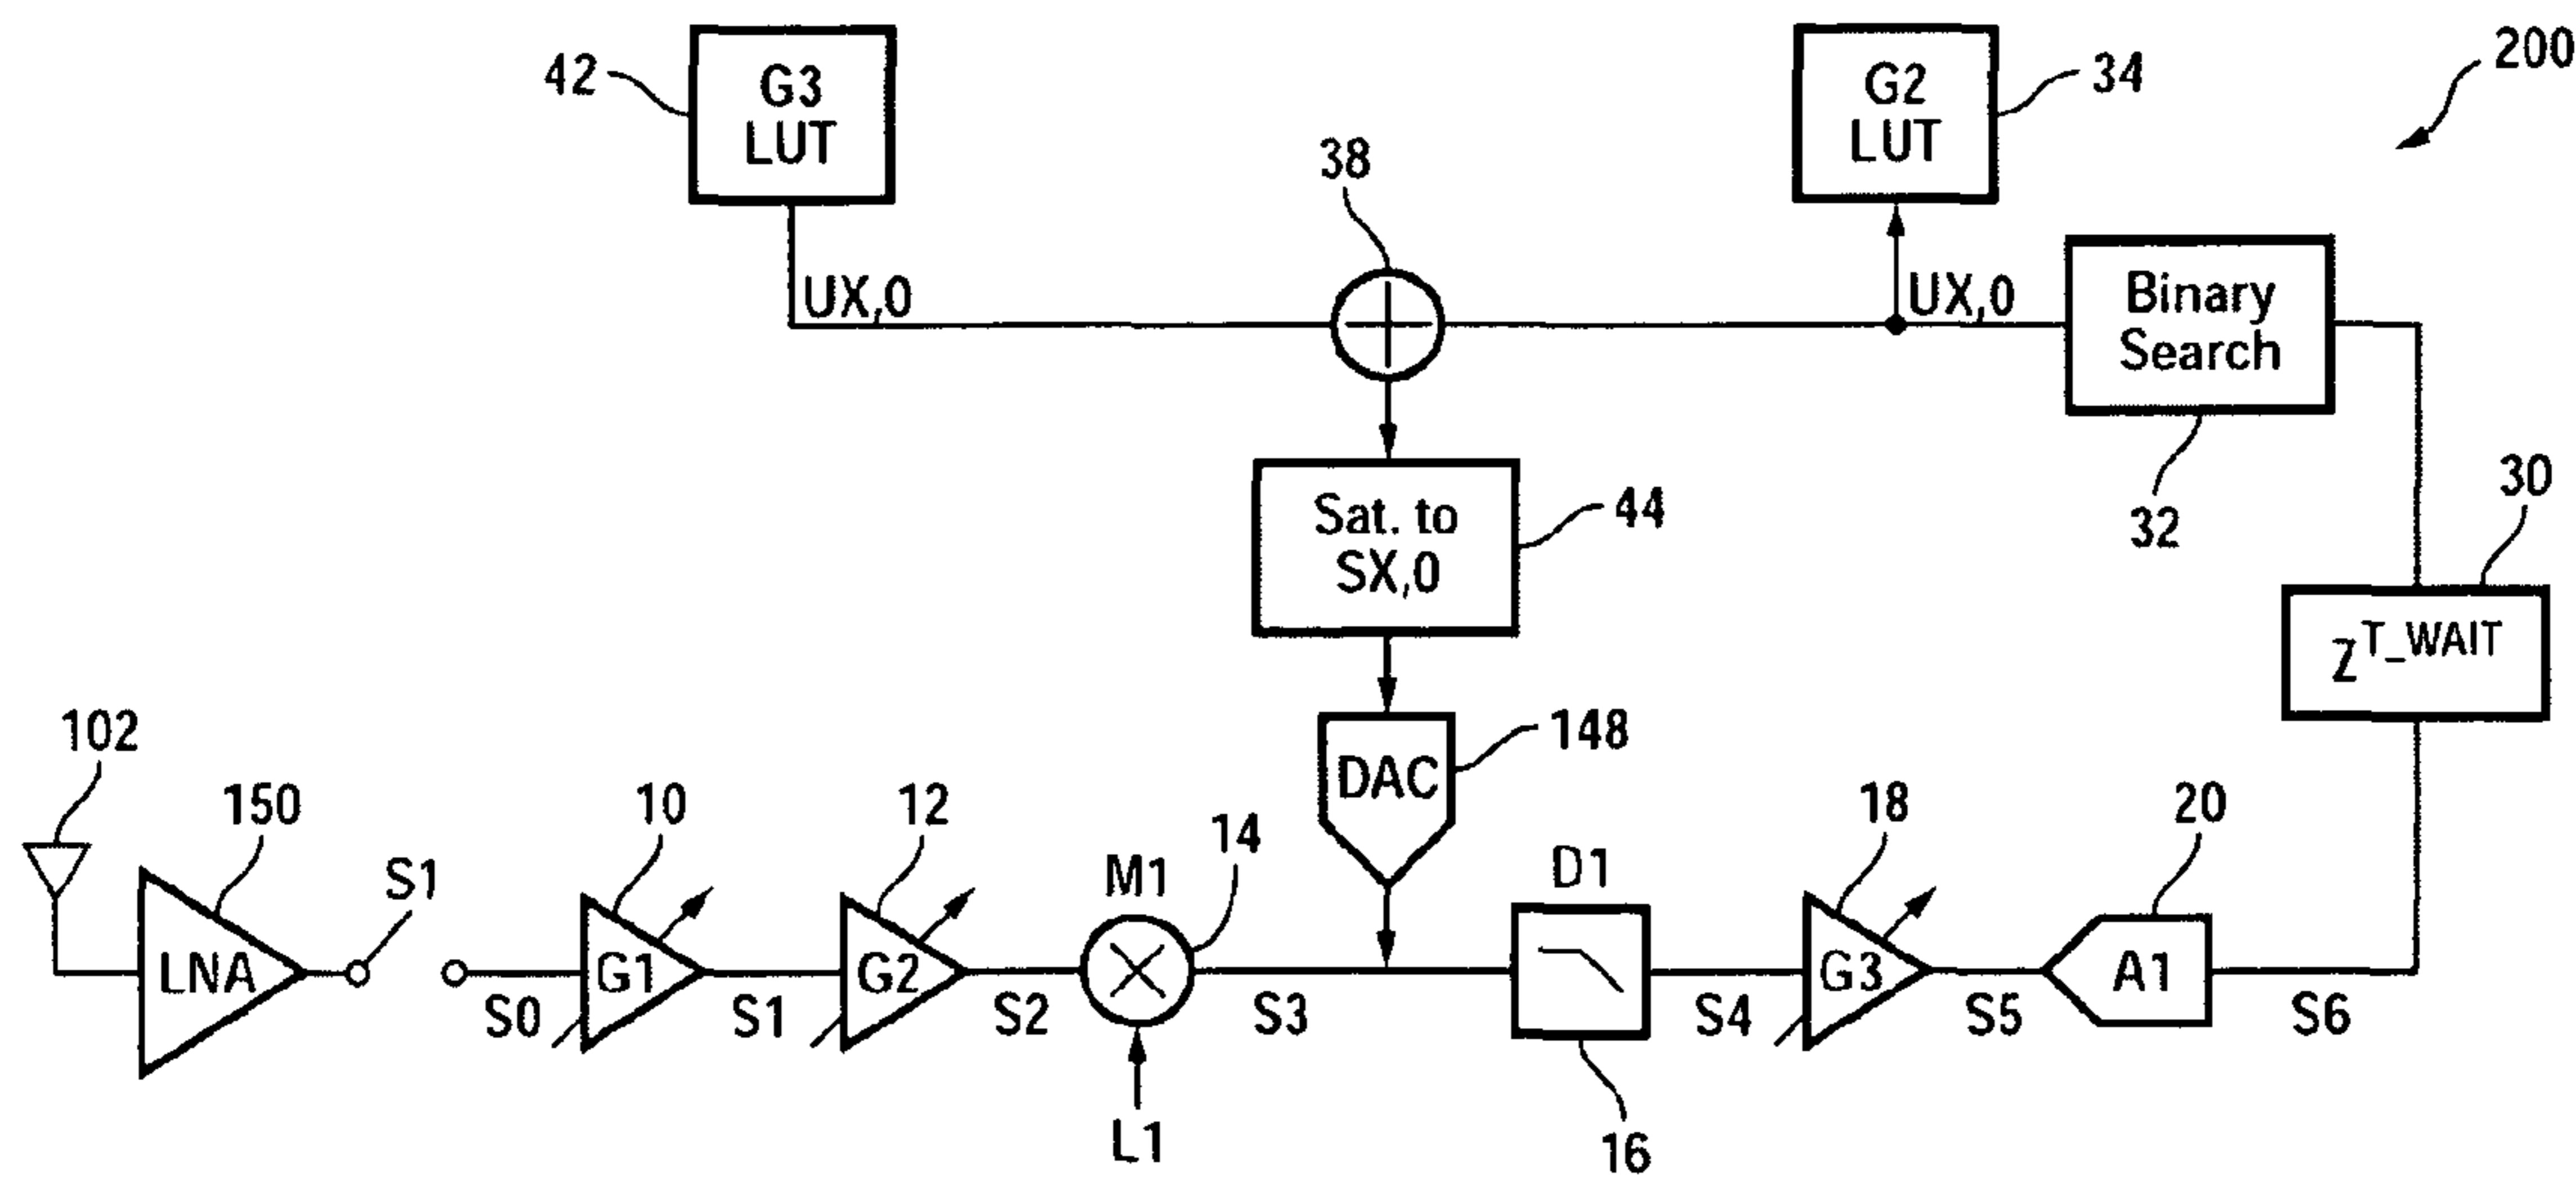 200
42
G3
LUT
G2
LUT
34
38
UX,0
UX,0
Binary
Search
32
Sat. to
SX,0
44
30
Z^T_WAIT
DAC
148
102
150
LNA
S1
S0
10
G1
S1
12
G2
S2
M1
14
L1
S3
D1
16
S4
18
G3
S5
20
A1
S6